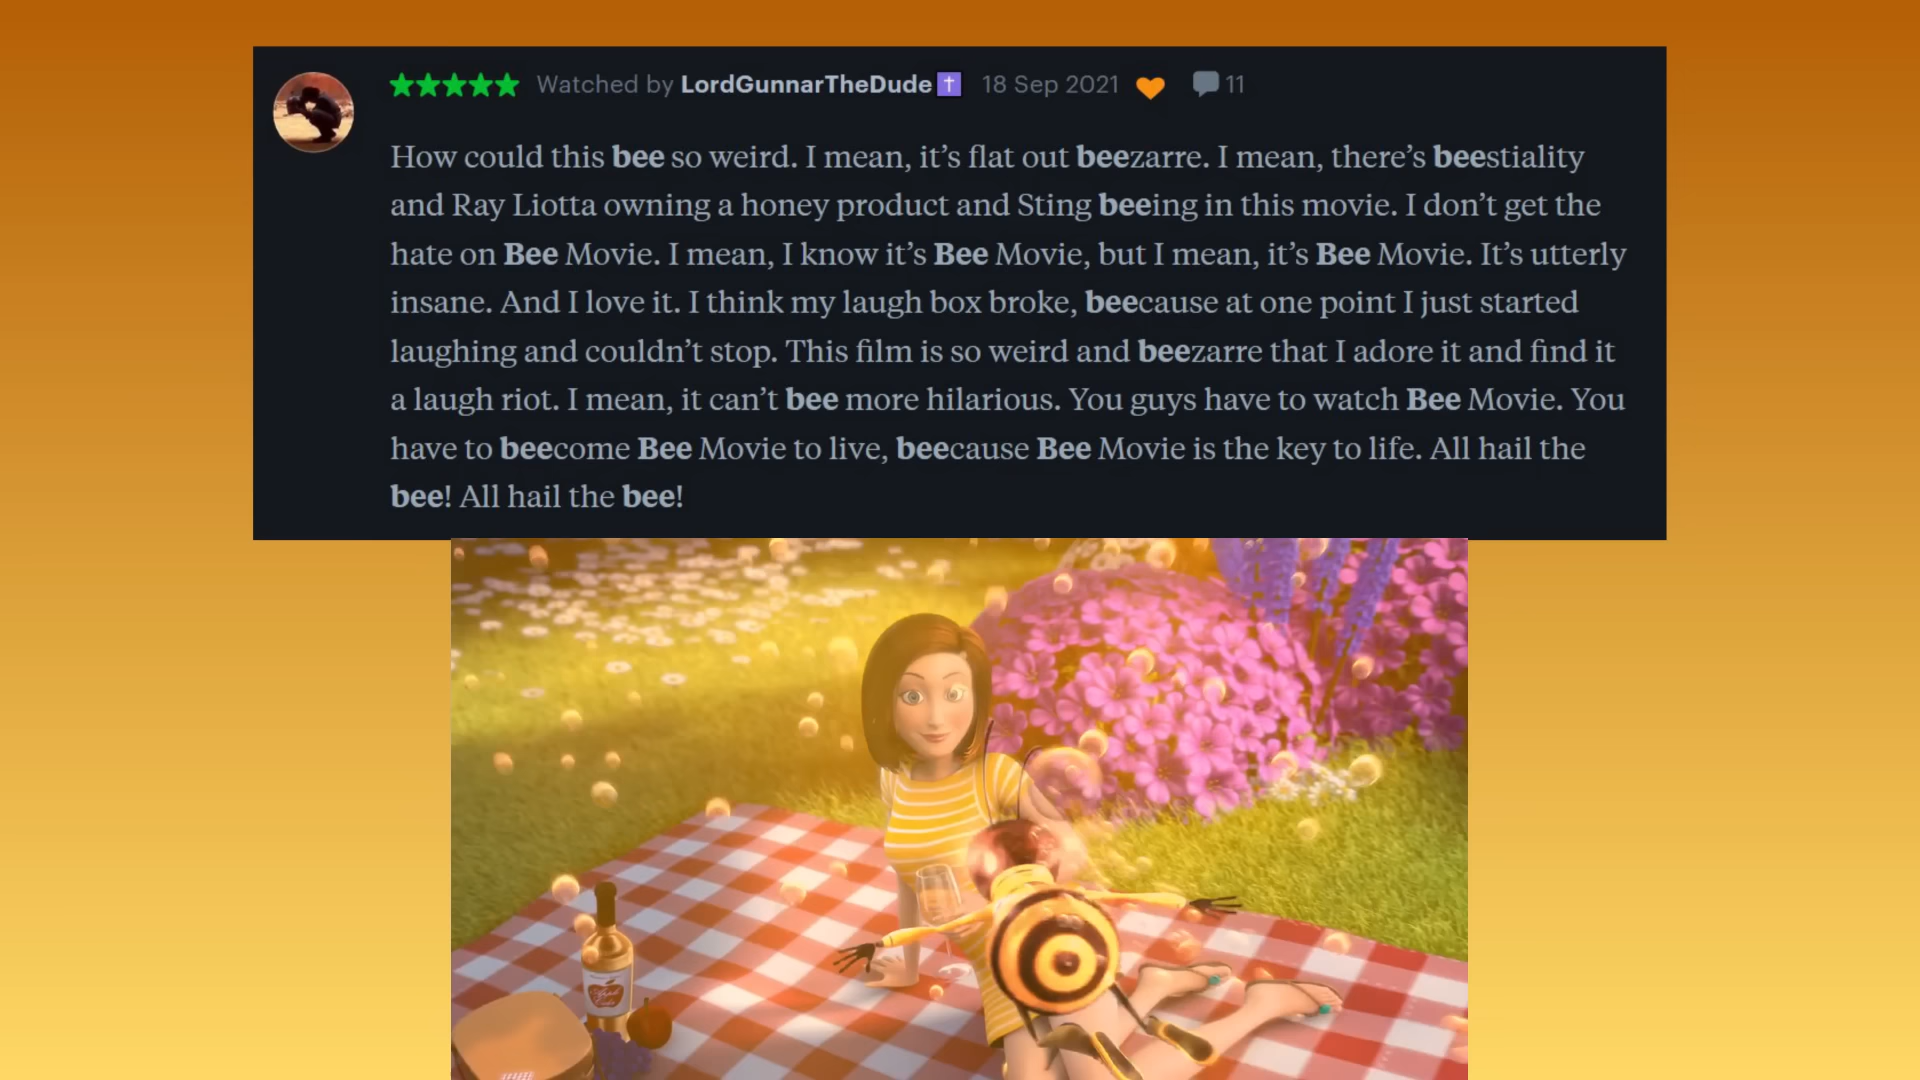 Watched by LordGunnarTheDude✝ 18 Sep 2021 11
How could this bee so weird. I mean, it’s flat out beezarre. I mean, there’s beestiality
and Ray Liotta owning a honey product and Sting beeing in this movie. I don’t get the
hate on Bee Movie. I mean, I know it’s Bee Movie, but I mean, it’s Bee Movie. It’s utterly
insane. And I love it. I think my laugh box broke, beecause at one point I just started
laughing and couldn’t stop. This film is so weird and beezarre that I adore it and find it
a laugh riot. I mean, it can’t bee more hilarious. You guys have to watch Bee Movie. You
have to beecome Bee Movie to live, beecause Bee Movie is the key to life. All hail the
bee! All hail the bee!